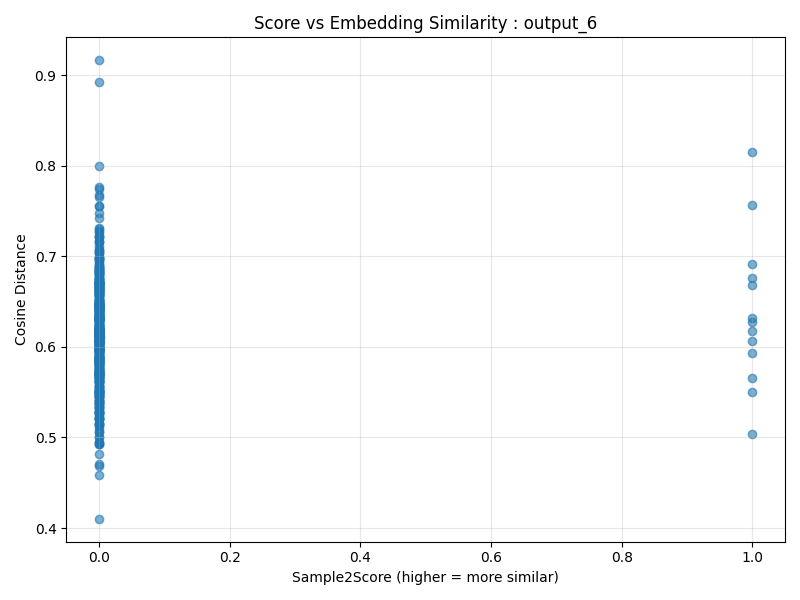 Score vs Embedding Similarity : output_6
Cosine Distance
0.9
0.8
0.7
0.6
0.5
0.4
0.0 0.2 0.4 0.6 0.8 1.0
Sample2Score (higher = more similar)